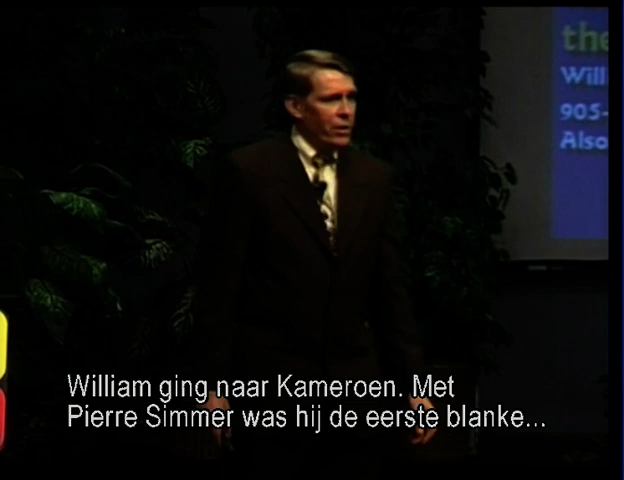 the
Will
905-
Also
William ging naar Kameroen. Met
Pierre Simmer was hij de eerste blanke...